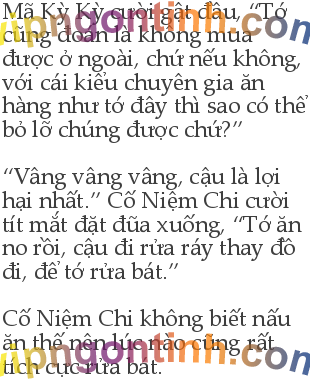 Mã Kỳ Kỳ cười gật đầu, “Tớ
cũng đoán là không mua
được ở ngoài, chứ nếu không,
với cái kiểu chuyên gia ăn
hàng như tớ đây thì sao có thể
bỏ lỡ chúng được chứ?”
“Vâng vâng vâng, cậu là lợi
hại nhất.” Cố Niệm Chi cười
tít mắt đặt đũa xuống, “Tớ ăn
no rồi, cậu đi rửa ráy thay đồ
đi, để tớ rửa bát.”
Cố Niệm Chi không biết nấu
ăn thế nên lúc nào cũng rất
tích cực rửa bát.